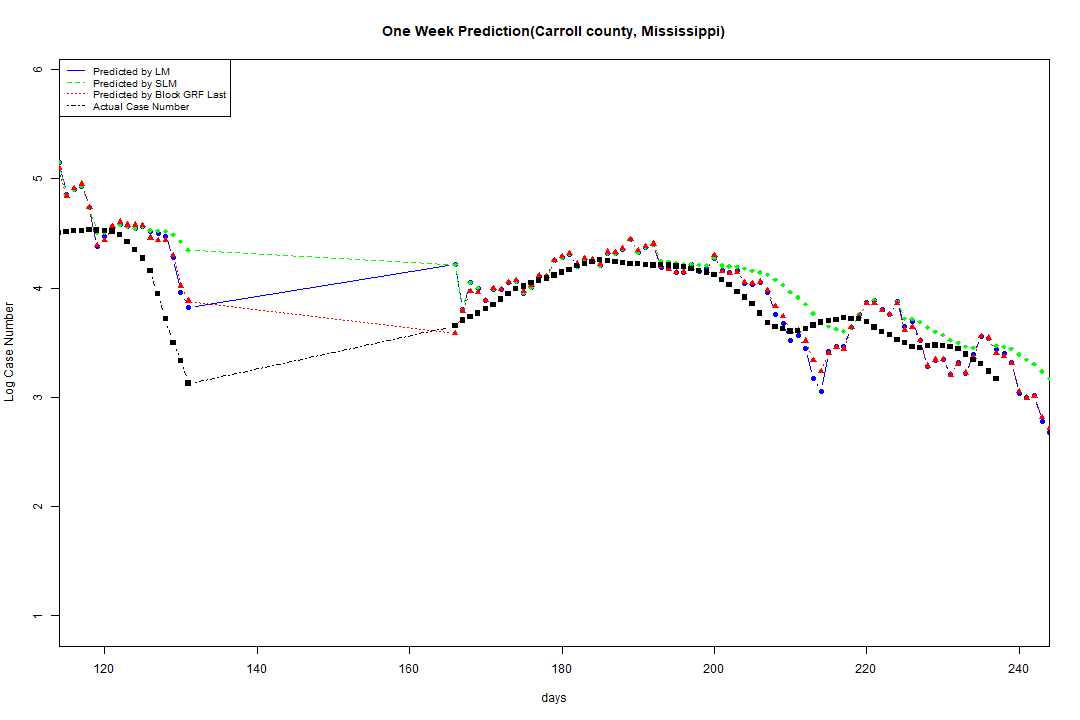 One Week Prediction(Carroll county, Mississippi)
Predicted by LM
Predicted by SLM
Predicted by Block GRF Last
Actual Case Number
6
5
4
3
2
1
Log Case Number
120 140 160 180 200 220 240
days